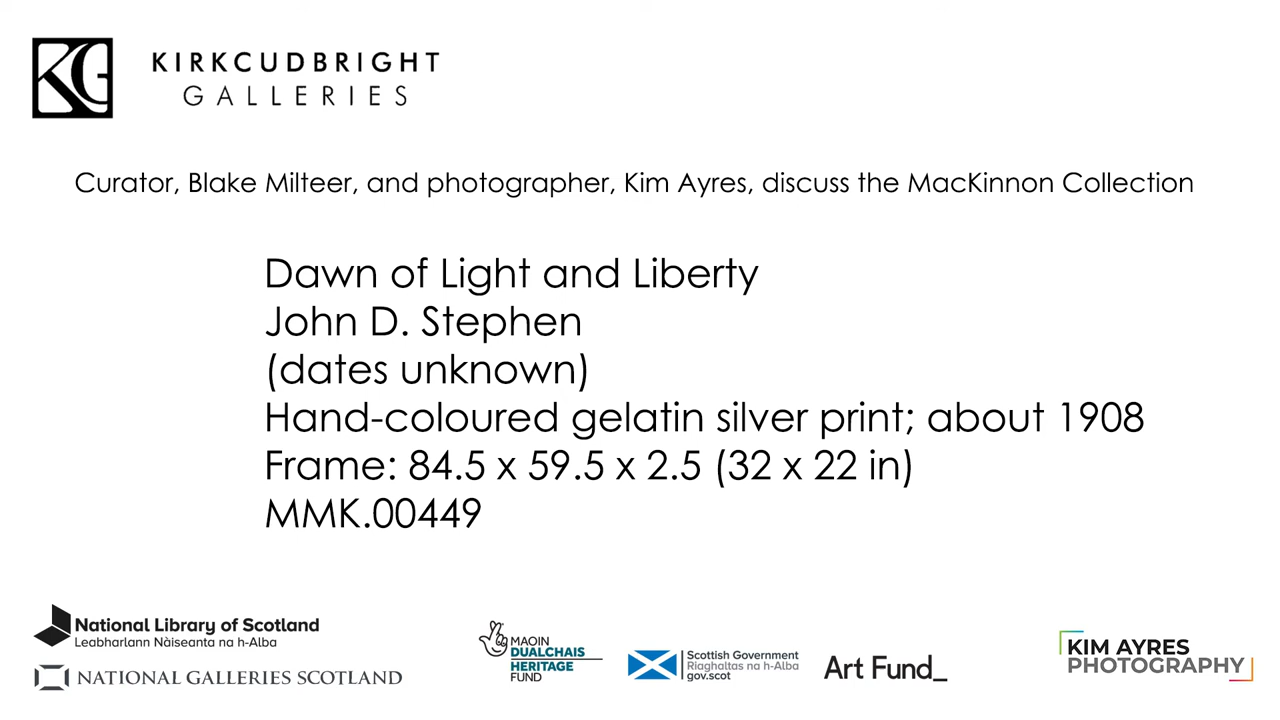 KG
KIRKCUDBRIGHT
GALLERIES
Curator, Blake Milteer, and photographer, Kim Ayres, discuss the MacKinnon Collection
Dawn of Light and Liberty
John D. Stephen
(dates unknown)
Hand-coloured gelatin silver print; about 1908
Frame: 84.5 x 59.5 x 2.5 (32 x 22 in)
MMK.00449
National Library of Scotland
Leabharlann Nàiseanta na h-Alba
NATIONAL GALLERIES SCOTLAND
MAOIN
DUALCHAIS
HERITAGE
FUND
Scottish Government
Riaghaltas na h-Alba
gov.scot
Art Fund_
KIM AYRES
PHOTOGRAPHY